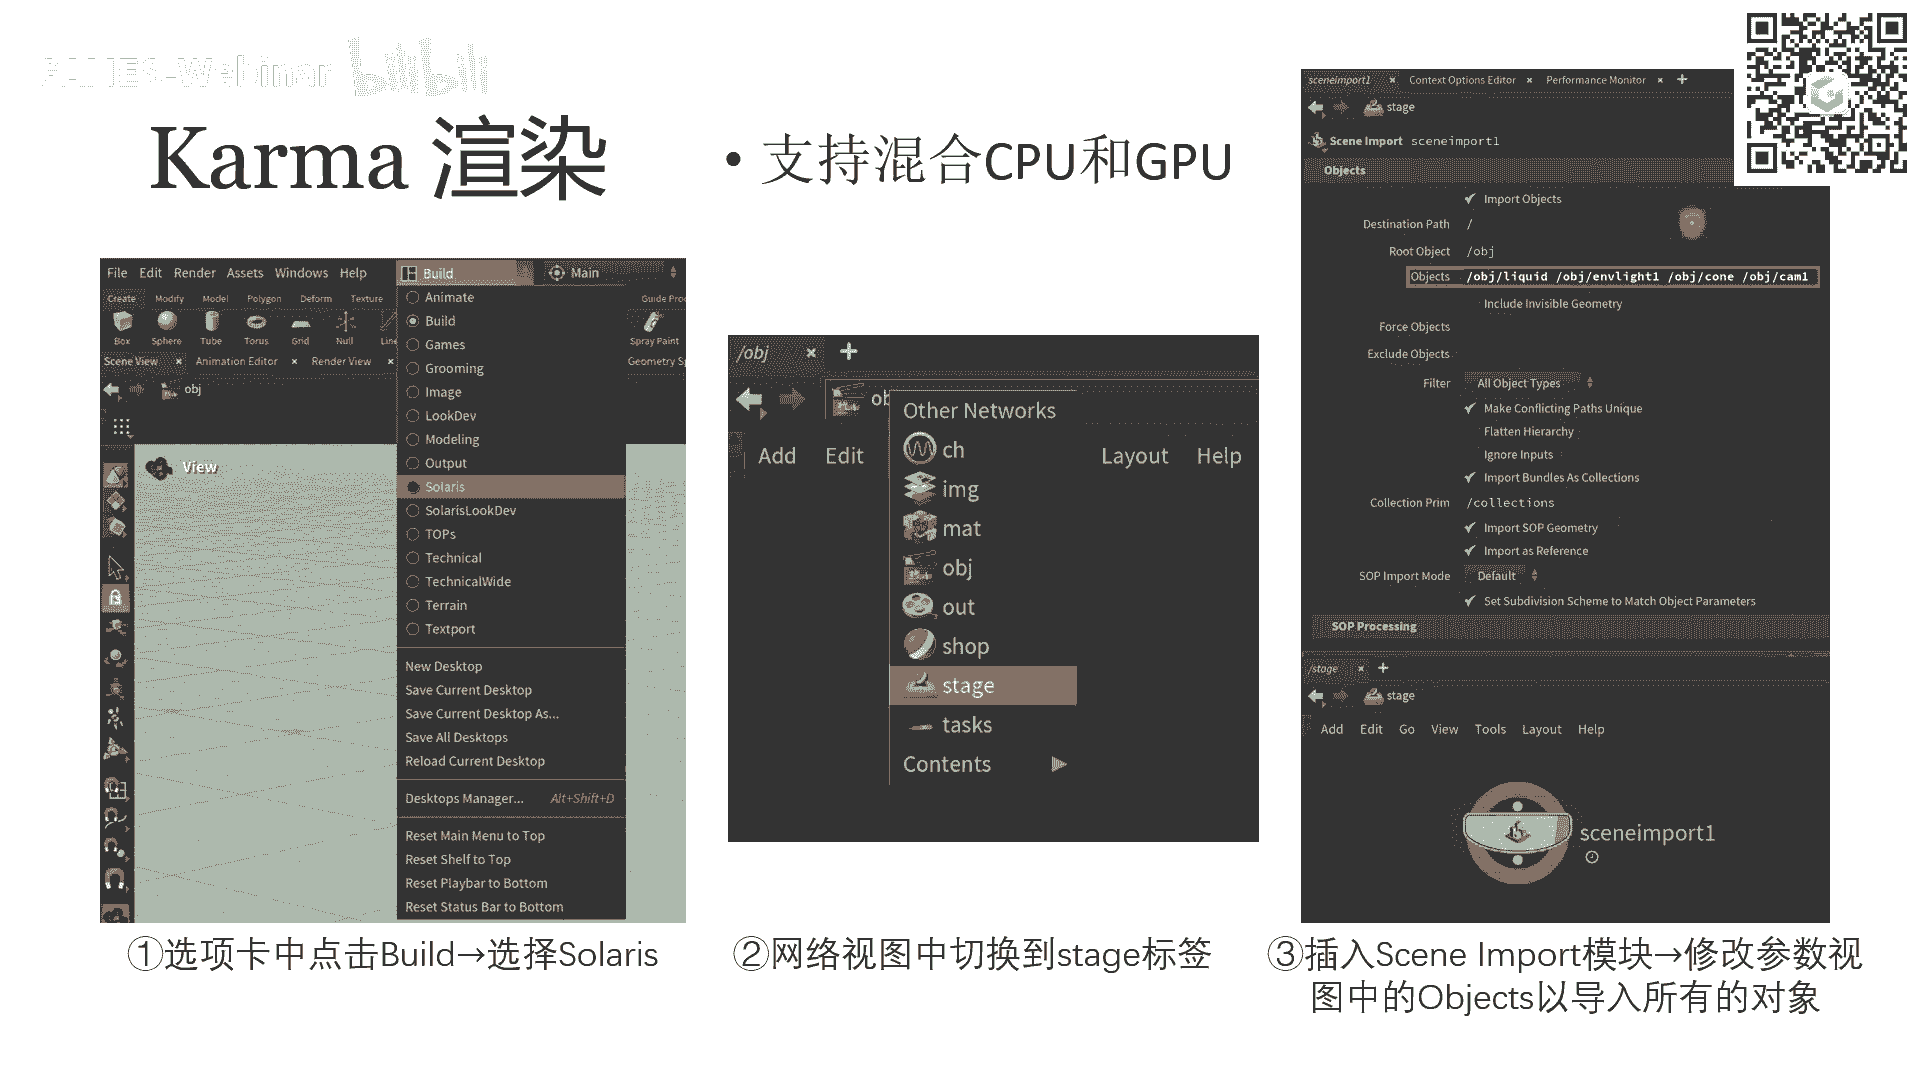 bilibili
Karma 渲染
• 支持混合CPU和GPU
File Edit Render Assets Windows Help
Build
Main
Create Modify Model Polygon Deform Texture
Box Sphere Tube Torus Grid Null
Spray Paint
Scene View Animation Editor Render View
obj
View
Animate
Build
Games
Grooming
Image
LookDev
Modeling
Output
Solaris
SolarisLookDev
TOPs
Technical
TechnicalWide
Terrain
Textport
New Desktop
Save Current Desktop
Save Current Desktop As...
Save All Desktops
Reload Current Desktop
Desktops Manager... Alt+Shift+D
Reset Main Menu to Top
Reset Shelf to Top
Reset Playbar to Bottom
Reset Status Bar to Bottom
①选项卡中点击Build→选择Solaris
/obj
Add Edit Layout Help
Other Networks
ch
img
mat
obj
out
shop
stage
tasks
Contents
②网络视图中切换到stage标签
sceneimport1 Context Options Editor Performance Monitor
stage
Scene Import sceneimport1
Objects
Import Objects
Destination Path /
Root Object /obj
Objects /obj/liquid /obj/envlight1 /obj/cone /obj/cam1
Include Invisible Geometry
Force Objects
Exclude Objects
Filter All Object Types
Make Conflicting Paths Unique
Flatten Hierarchy
Ignore Inputs
Import Bundles As Collections
Collection Prim /collections
Import SOP Geometry
Import as Reference
SOP Import Mode Default
Set Subdivision Scheme to Match Object Parameters
SOP Processing
/stage
stage
Add Edit Go View Tools Layout Help
sceneimport1
③插入Scene Import模块→修改参数视
图中的Objects以导入所有的对象